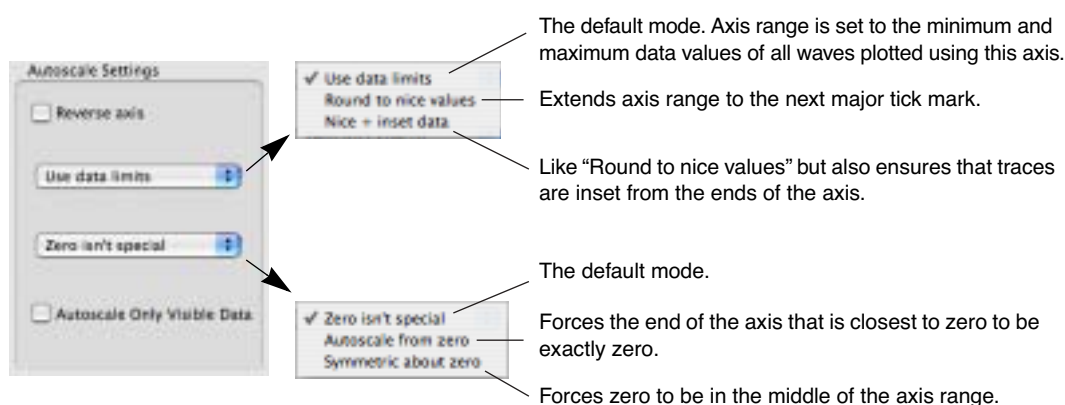 The default mode. Axis range is set to the minimum and
maximum data values of all waves plotted using this axis.
Autoscale Settings
Reverse axis
Use data limits
Zero isn't special
Autoscale Only Visible Data
✓ Use data limits
Round to nice values
Nice + inset data
Extends axis range to the next major tick mark.
Like “Round to nice values” but also ensures that traces
are inset from the ends of the axis.
The default mode.
✓ Zero isn't special
Autoscale from zero
Symmetric about zero
Forces the end of the axis that is closest to zero to be
exactly zero.
Forces zero to be in the middle of the axis range.